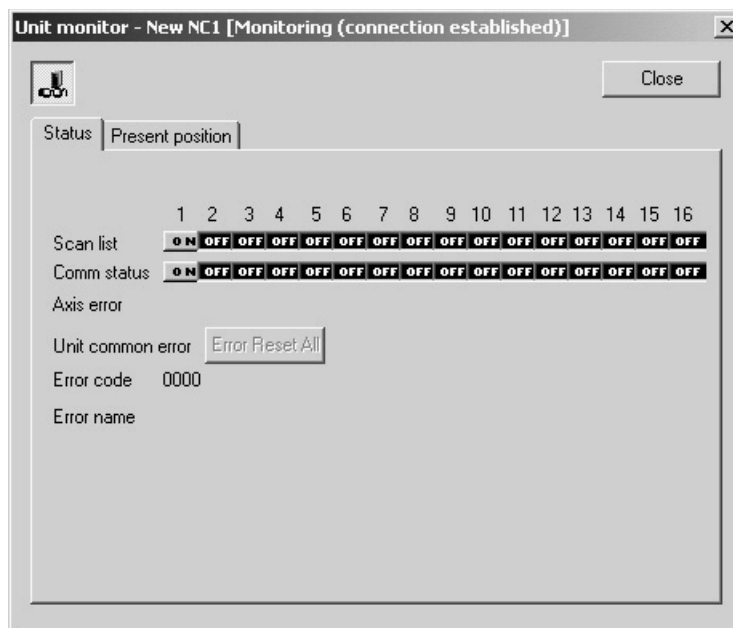 Unit monitor - New NC1 [Monitoring (connection established)]
Close
Status Present position
1 2 3 4 5 6 7 8 9 10 11 12 13 14 15 16
Scan list ON OFF OFF OFF OFF OFF OFF OFF OFF OFF OFF OFF OFF OFF OFF OFF
Comm status ON OFF OFF OFF OFF OFF OFF OFF OFF OFF OFF OFF OFF OFF OFF OFF
Axis error
Unit common error Error Reset All
Error code 0000
Error name